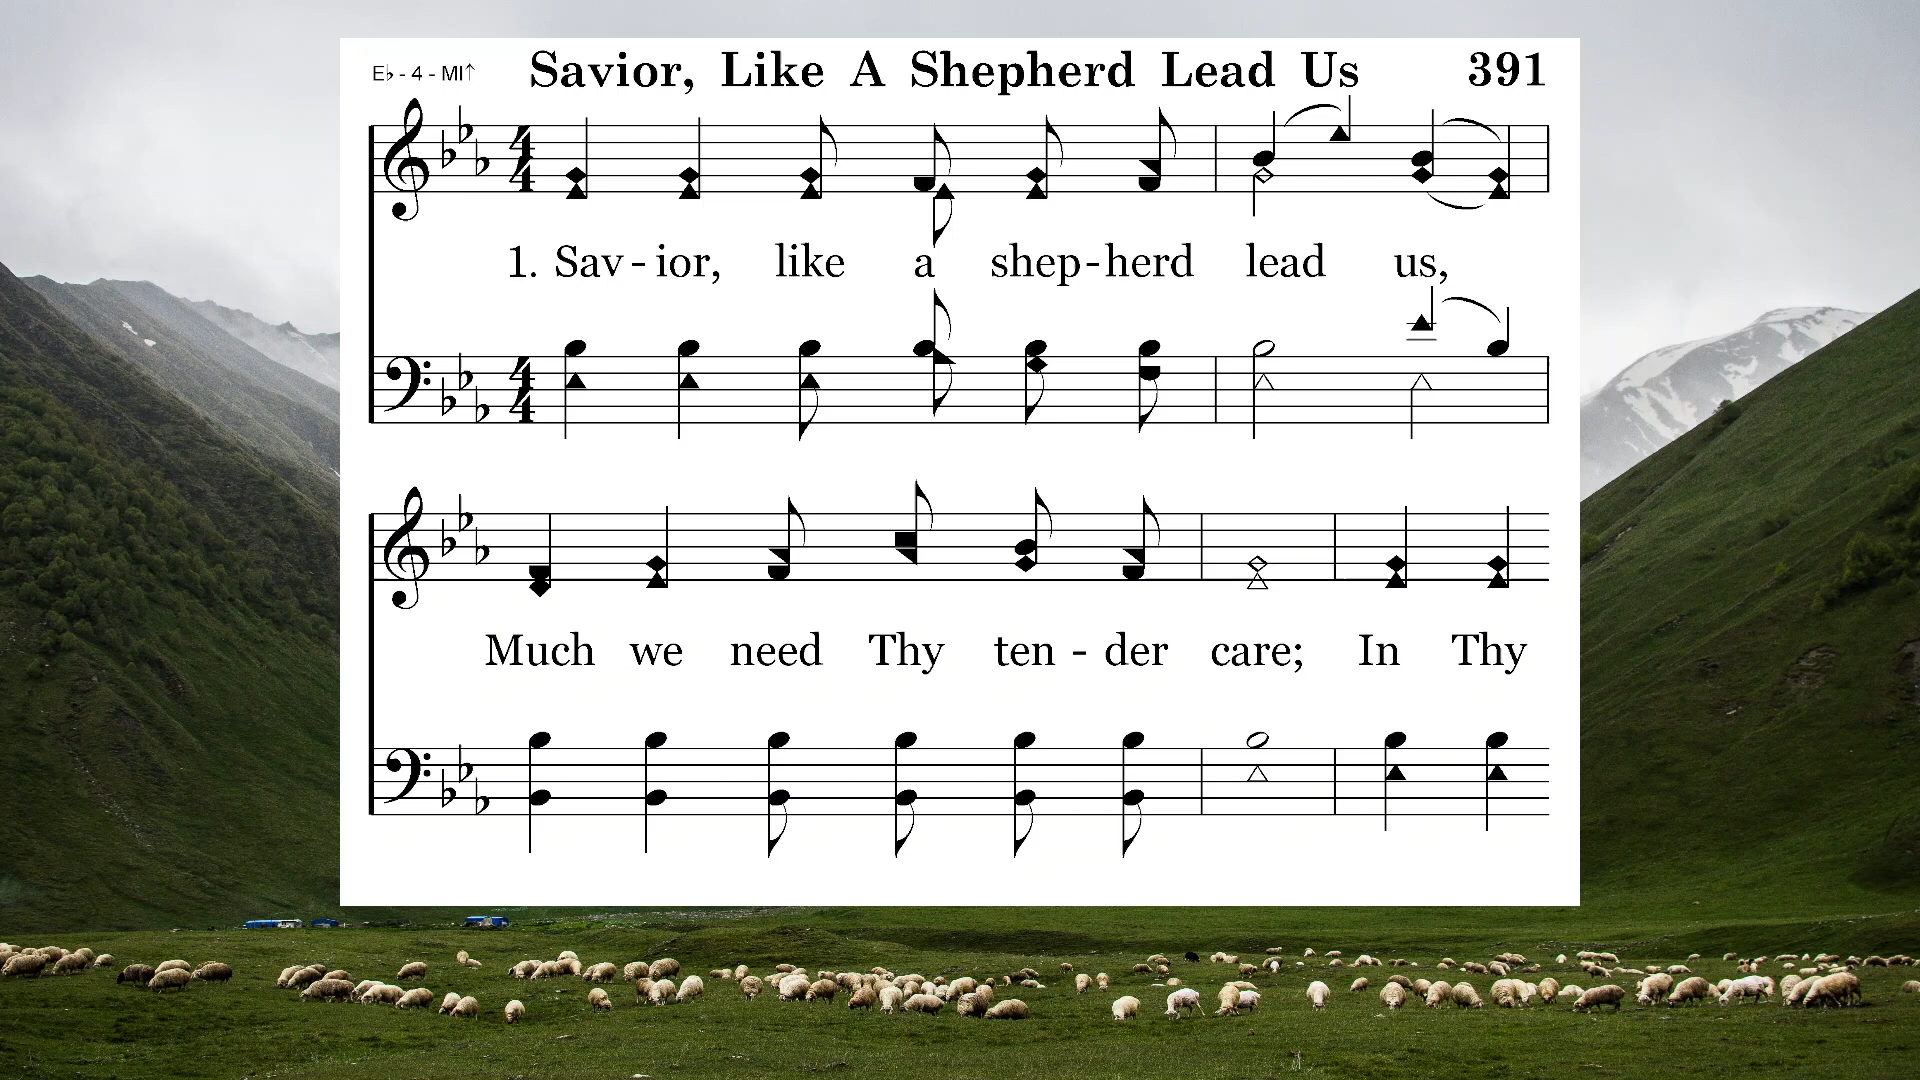 E♭ - 4 - MI↑ Savior, Like A Shepherd Lead Us 391
1. Sav - ior, like a shep - herd lead us,
Much we need Thy ten - der care; In Thy